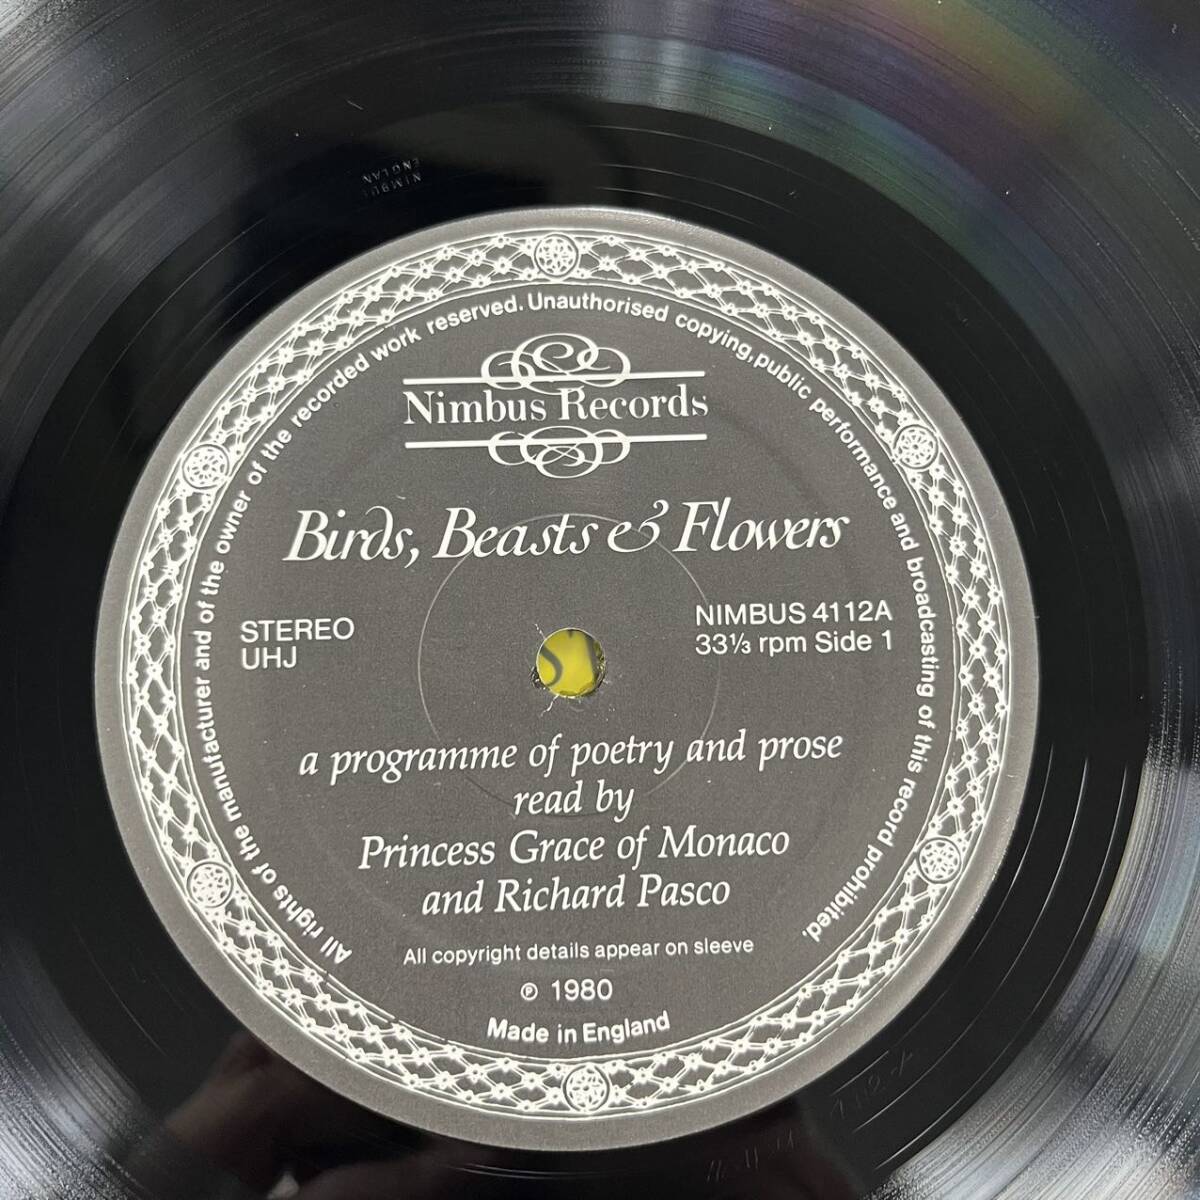 NIMBUS
ENGLAN
All rights of the manufacturer and of the owner of the recorded work reserved. Unauthorised copying, public performance and broadcasting of this record prohibited.
Nimbus Records
Birds, Beasts & Flowers
STEREO
UHJ
NIMBUS 4112A
33⅓ rpm Side 1
a programme of poetry and prose
read by
Princess Grace of Monaco
and Richard Pasco
All copyright details appear on sleeve
℗ 1980
Made in England